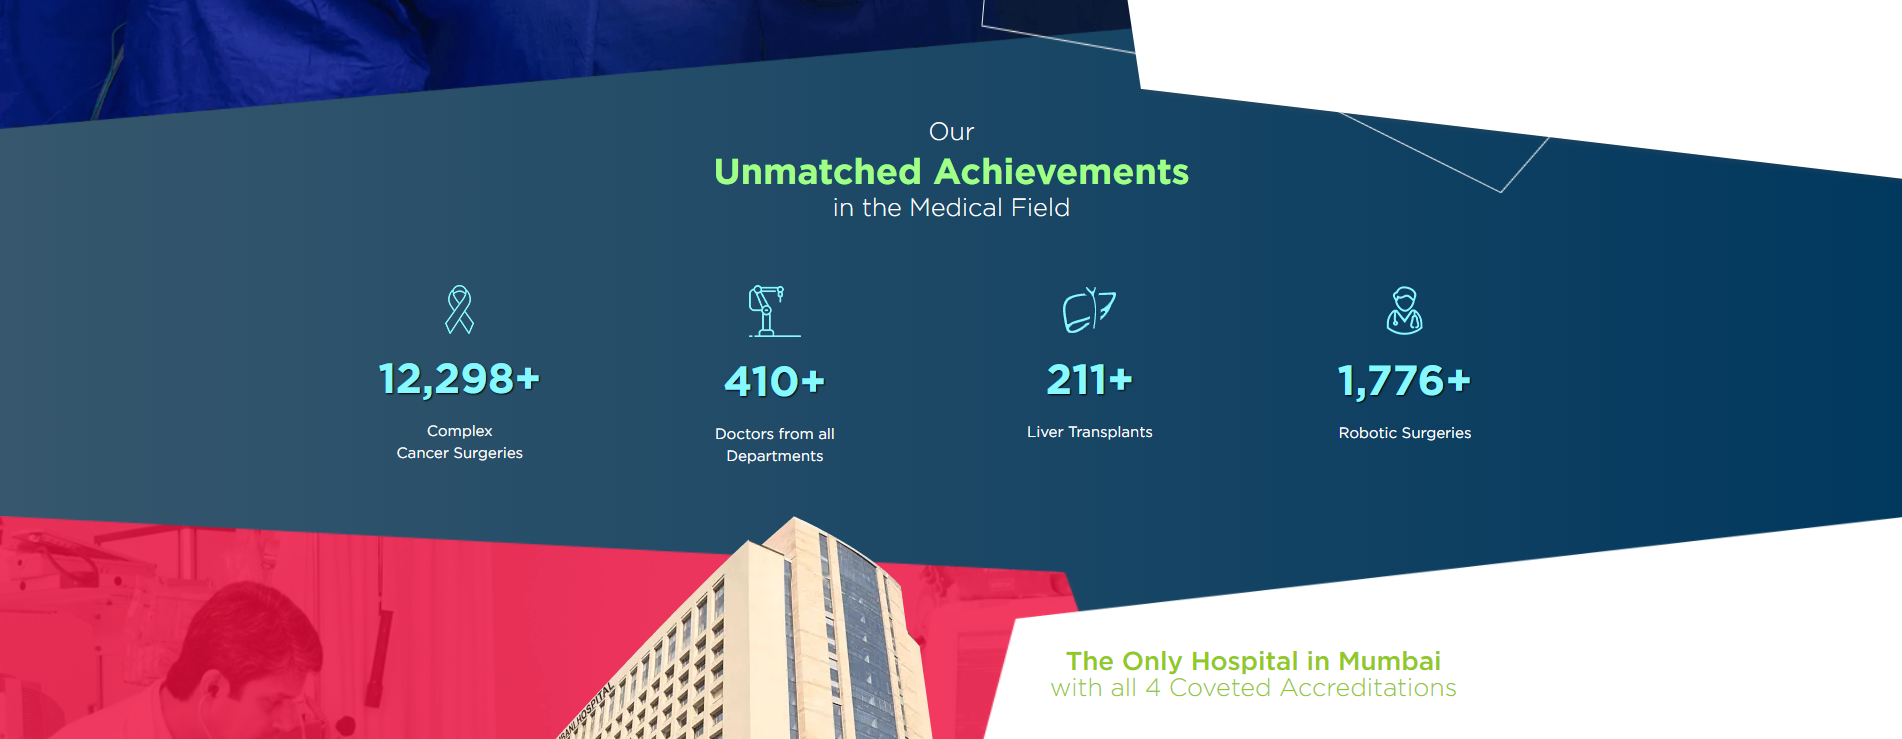 Our
Unmatched Achievements
in the Medical Field
12,298+
Complex
Cancer Surgeries
410+
Doctors from all
Departments
211+
Liver Transplants
1,776+
Robotic Surgeries
HOSPITAL
The Only Hospital in Mumbai
with all 4 Coveted Accreditations